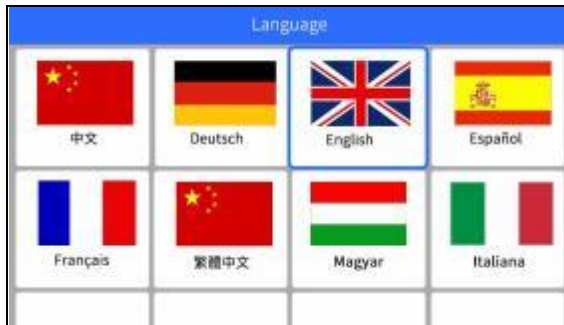 Language
中文
Deutsch
English
Español
Français
繁體中文
Magyar
Italiana